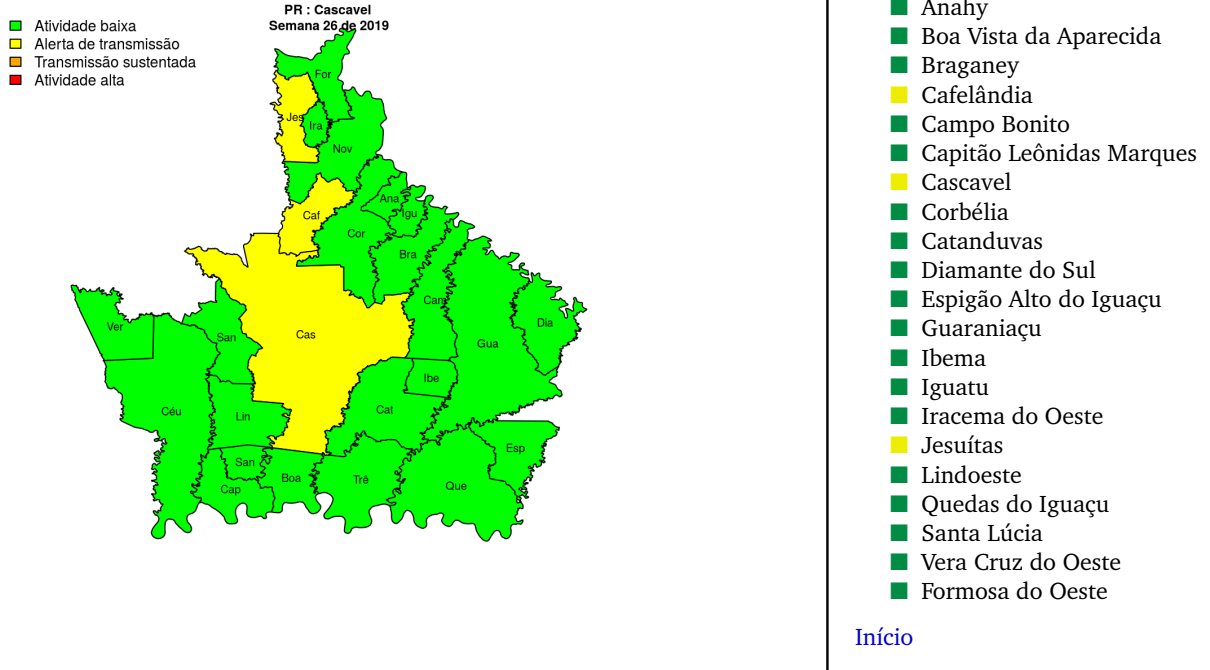 PR : Cascavel
Semana 26 de 2019
Atividade baixa
Alerta de transmissão
Transmissão sustentada
Atividade alta
For
Jes
Ira
Nov
Ana
Igu
Caf
Cor
Bra
Cam
Dia
Ver
San
Cas
Gua
Ibe
Céu
Lin
Cat
Esp
San
Boa
Trê
Cap
Que
Anahy
Boa Vista da Aparecida
Braganey
Cafelândia
Campo Bonito
Capitão Leônidas Marques
Cascavel
Corbélia
Catanduvas
Diamante do Sul
Espigão Alto do Iguaçu
Guaraniaçu
Ibema
Iguatu
Iracema do Oeste
Jesuítas
Lindoeste
Quedas do Iguaçu
Santa Lúcia
Vera Cruz do Oeste
Formosa do Oeste
Início